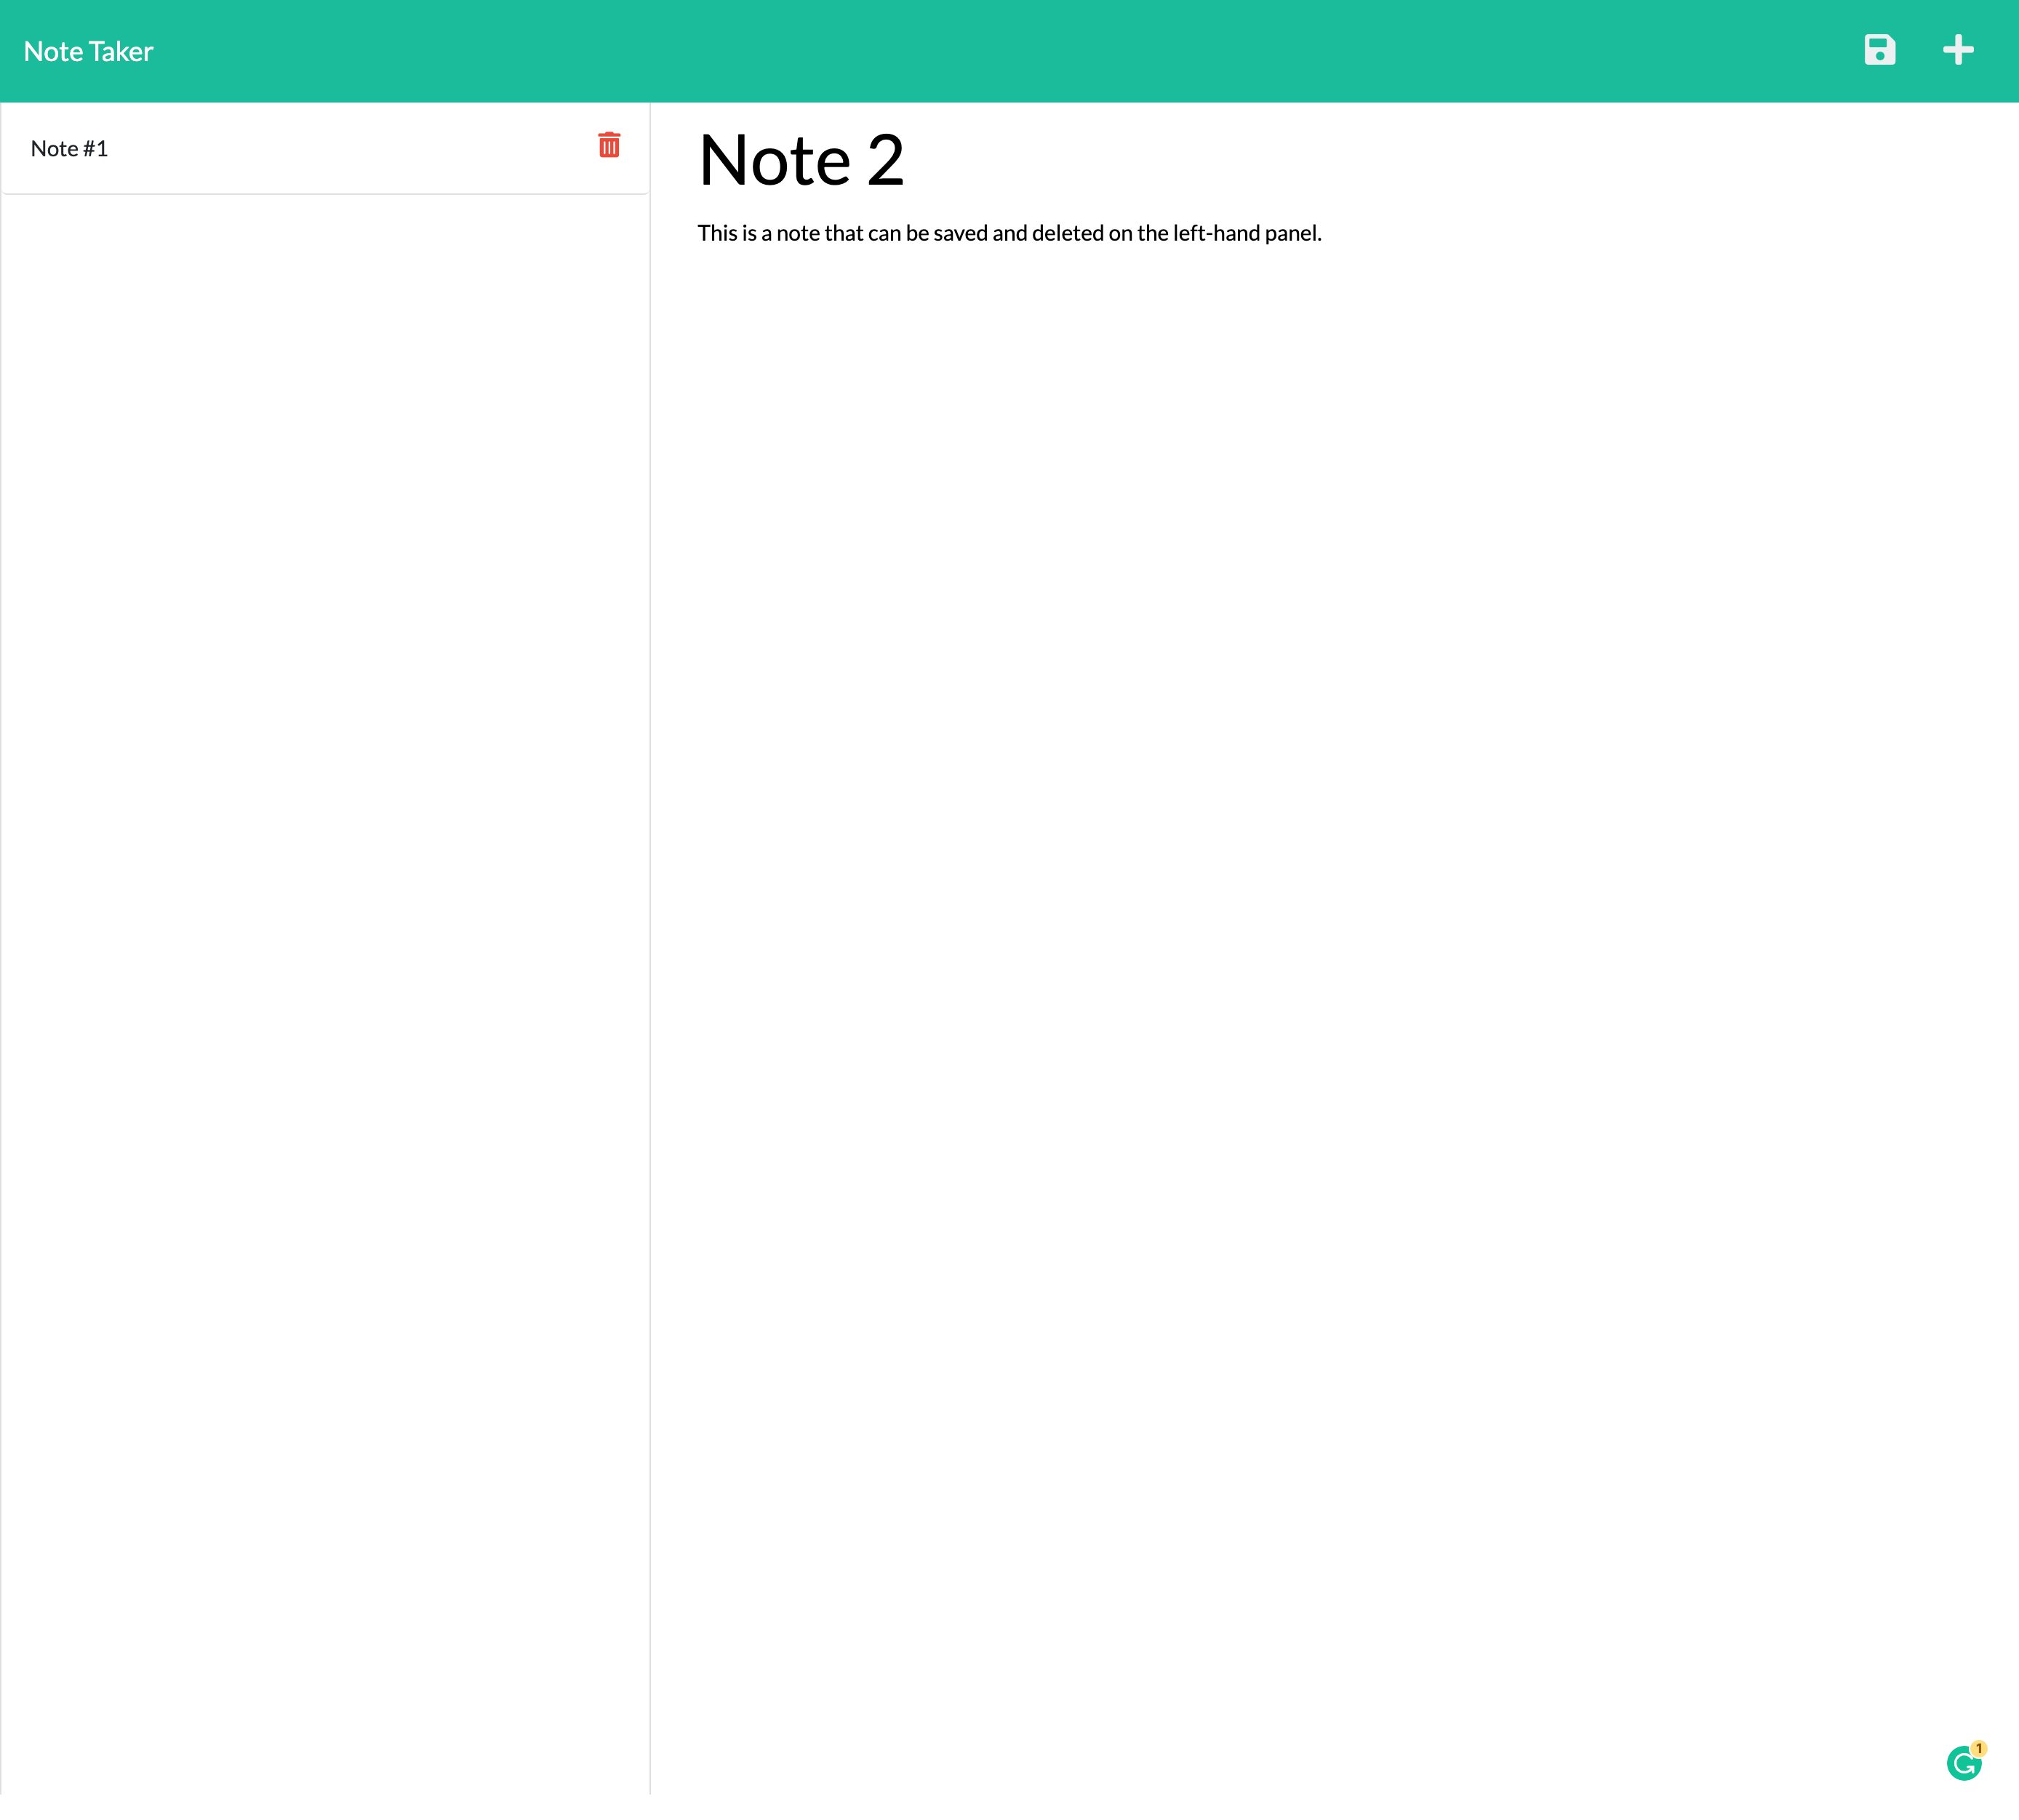 Note Taker
Note #1
Note 2
This is a note that can be saved and deleted on the left-hand panel.
1